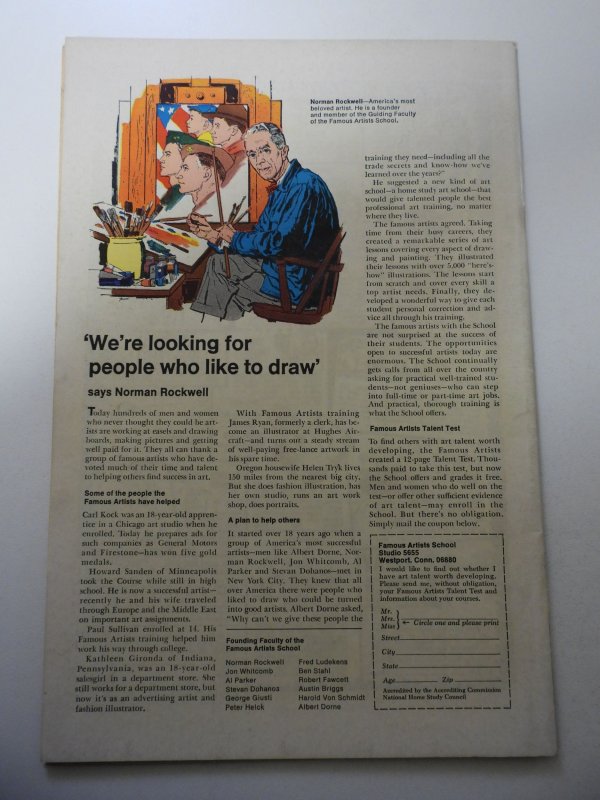 Norman Rockwell—America's most
beloved artist. He is a founder
and member of the Guiding Faculty
of the Famous Artists School.
'We're looking for
people who like to draw'
says Norman Rockwell
Today hundreds of men and women
who never thought they could be art-
ists are working at easels and drawing
boards, making pictures and getting
well paid for it. They all can thank a
group of famous artists who have de-
voted much of their time and talent
to helping others find success in art.
Some of the people the
Famous Artists have helped
Carl Kock was an 18-year-old appren-
tice in a Chicago art studio when he
enrolled. Today he prepares ads for
such companies as General Motors
and Firestone—has won five gold
medals.
Howard Sanden of Minneapolis
took the Course while still in high
school. He is now a successful artist—
recently he and his wife traveled
through Europe and the Middle East
on important art assignments.
Paul Sullivan enrolled at 14. His
Famous Artists training helped him
work his way through college.
Kathleen Gironda of Indiana,
Pennsylvania, was an 18-year-old
salesgirl in a department store. She
still works for a department store, but
now it's as an advertising artist and
fashion illustrator.
With Famous Artists training
James Ryan, formerly a clerk, has be-
come an illustrator at Hughes Air-
craft—and turns out a steady stream
of well-paying free-lance artwork in
his spare time.
Oregon housewife Helen Tryk lives
150 miles from the nearest big city.
But she does fashion illustration, has
her own studio, runs an art work
shop, does portraits.
A plan to help others
It started over 18 years ago when a
group of America's most successful
artists—men like Albert Dorne, Nor-
man Rockwell, Jon Whitcomb, Al
Parker and Stevan Dohanos—met in
New York City. They knew that all
over America there were people who
liked to draw who could be turned
into good artists. Albert Dorne asked,
"Why can't we give these people the
Founding Faculty of the
Famous Artists School
Norman Rockwell
Jon Whitcomb
Al Parker
Stevan Dohanos
George Giusti
Peter Helck
Fred Ludekens
Ben Stahl
Robert Fawcett
Austin Briggs
Harold Von Schmidt
Albert Dorne
training they need—including all the
trade secrets and know-how we've
learned over the years?"
He suggested a new kind of art
school—a home study art school—that
would give talented people the best
professional art training, no matter
where they live.
The famous artists agreed. Taking
time from their busy careers, they
created a remarkable series of art
lessons covering every aspect of draw-
ing and painting. They illustrated
their lessons with over 5,000 "here's-
how" illustrations. The lessons start
from scratch and cover every skill a
top artist needs. Finally, they de-
veloped a wonderful way to give each
student personal correction and ad-
vice all through his training.
The famous artists with the School
are not surprised at the success of
their students. The opportunities
open to successful artists today are
enormous. The School continually
gets calls from all over the country
asking for practical well-trained stu-
dents—not geniuses—who can step
into full-time or part-time art jobs.
And practical, thorough training is
what the School offers.
Famous Artists Talent Test
To find others with art talent worth
developing, the Famous Artists
created a 12-page Talent Test. Thou-
sands paid to take this test, but now
the School offers and grades it free.
Men and women who do well on the
test—or offer other sufficient evidence
of art talent—may enroll in the
School. But there's no obligation.
Simply mail the coupon below.
Famous Artists School
Studio 5655
Westport, Conn. 06880
I would like to find out whether I
have art talent worth developing.
Please send me, without obligation,
your Famous Artists Talent Test and
information about your courses.
Mr.
Mrs.
Miss
← Circle one and please print
Street
City
State
Age Zip
Accredited by the Accrediting Commission
National Home Study Council